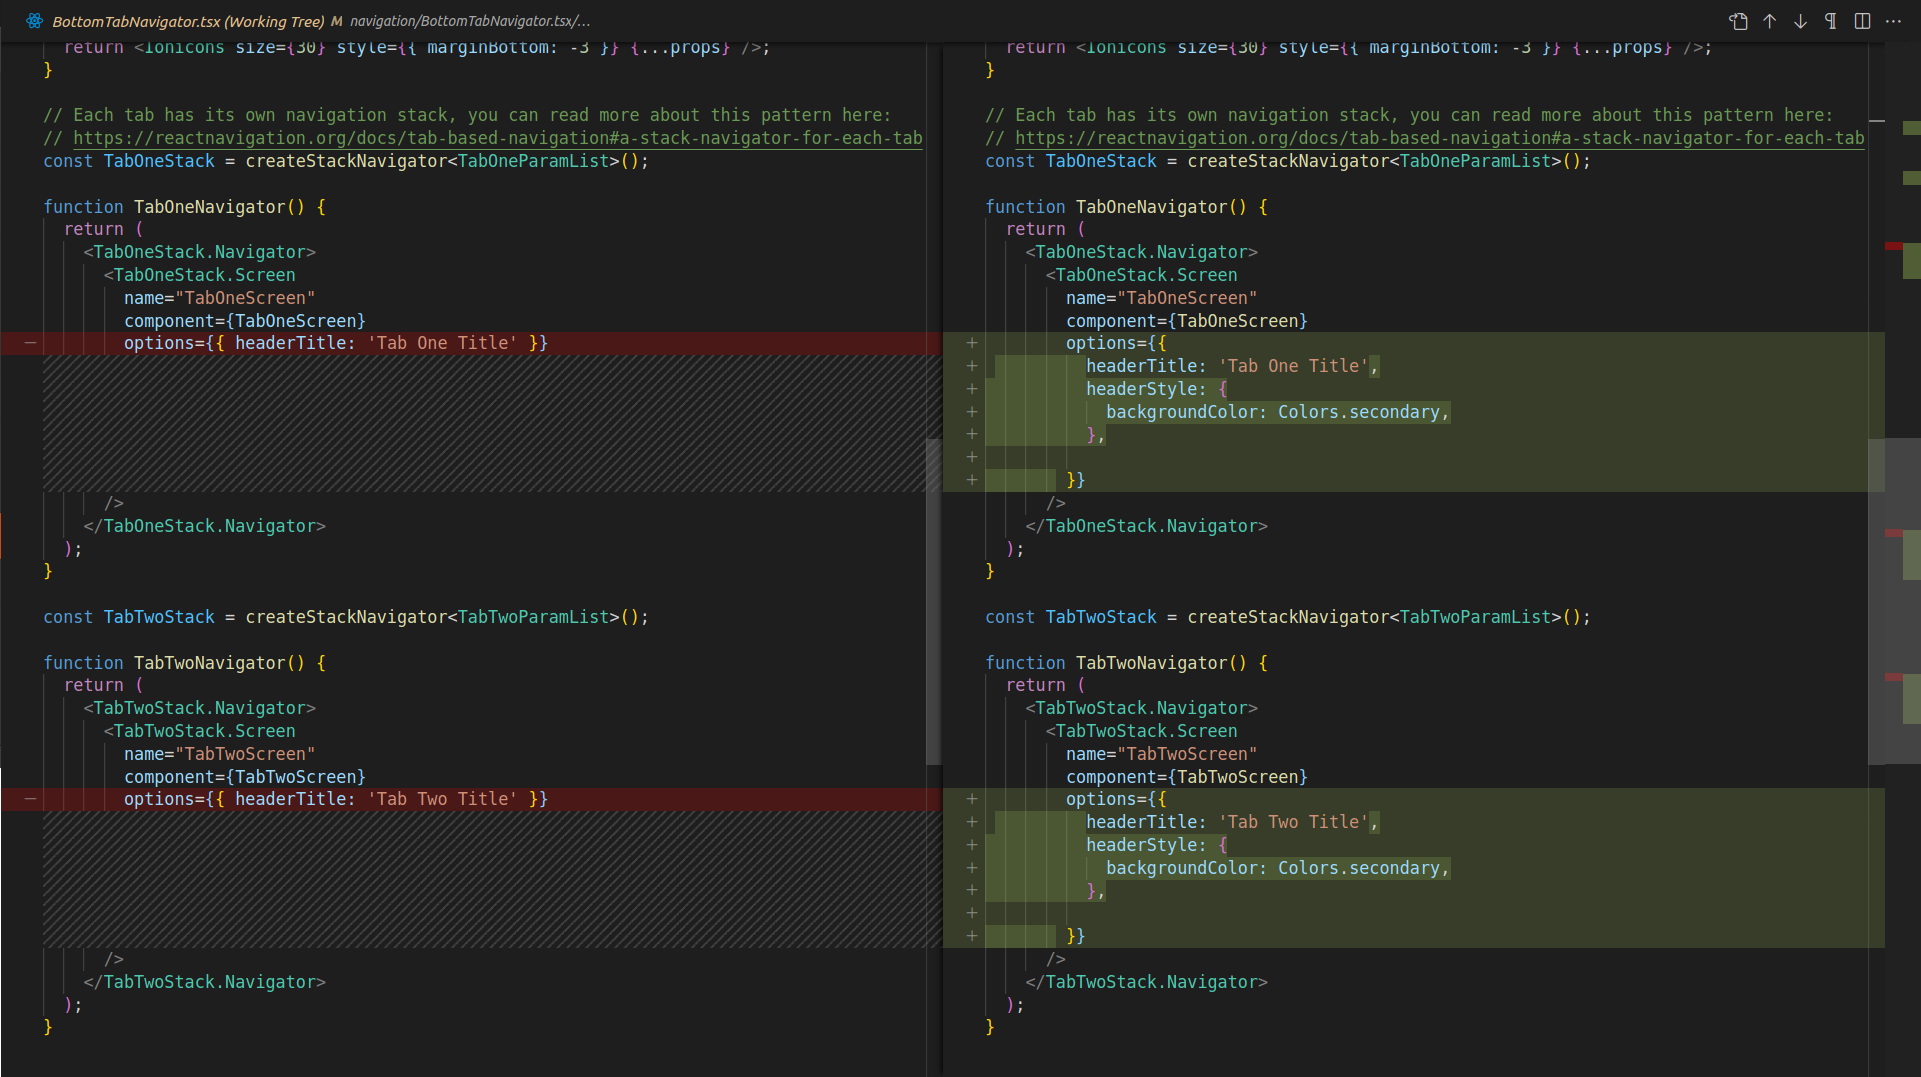 BottomTabNavigator.tsx (Working Tree) M navigation/BottomTabNavigator.tsx/...
return <Ionicons size={30} style={{ marginBottom: -3 }} {...props} />;
}
// Each tab has its own navigation stack, you can read more about this pattern here:
// https://reactnavigation.org/docs/tab-based-navigation#a-stack-navigator-for-each-tab
const TabOneStack = createStackNavigator<TabOneParamList>();
function TabOneNavigator() {
return (
<TabOneStack.Navigator>
<TabOneStack.Screen
name="TabOneScreen"
component={TabOneScreen}
— options={{ headerTitle: 'Tab One Title' }}
/>
</TabOneStack.Navigator>
);
}
const TabTwoStack = createStackNavigator<TabTwoParamList>();
function TabTwoNavigator() {
return (
<TabTwoStack.Navigator>
<TabTwoStack.Screen
name="TabTwoScreen"
component={TabTwoScreen}
— options={{ headerTitle: 'Tab Two Title' }}
/>
</TabTwoStack.Navigator>
);
}
return <Ionicons size={30} style={{ marginBottom: -3 }} {...props} />;
}
// Each tab has its own navigation stack, you can read more about this pattern here:
// https://reactnavigation.org/docs/tab-based-navigation#a-stack-navigator-for-each-tab
const TabOneStack = createStackNavigator<TabOneParamList>();
function TabOneNavigator() {
return (
<TabOneStack.Navigator>
<TabOneStack.Screen
name="TabOneScreen"
component={TabOneScreen}
+ options={{
+ headerTitle: 'Tab One Title',
+ headerStyle: {
+ backgroundColor: Colors.secondary,
+ },
+
+ }}
/>
</TabOneStack.Navigator>
);
}
const TabTwoStack = createStackNavigator<TabTwoParamList>();
function TabTwoNavigator() {
return (
<TabTwoStack.Navigator>
<TabTwoStack.Screen
name="TabTwoScreen"
component={TabTwoScreen}
+ options={{
+ headerTitle: 'Tab Two Title',
+ headerStyle: {
+ backgroundColor: Colors.secondary,
+ },
+
+ }}
/>
</TabTwoStack.Navigator>
);
}